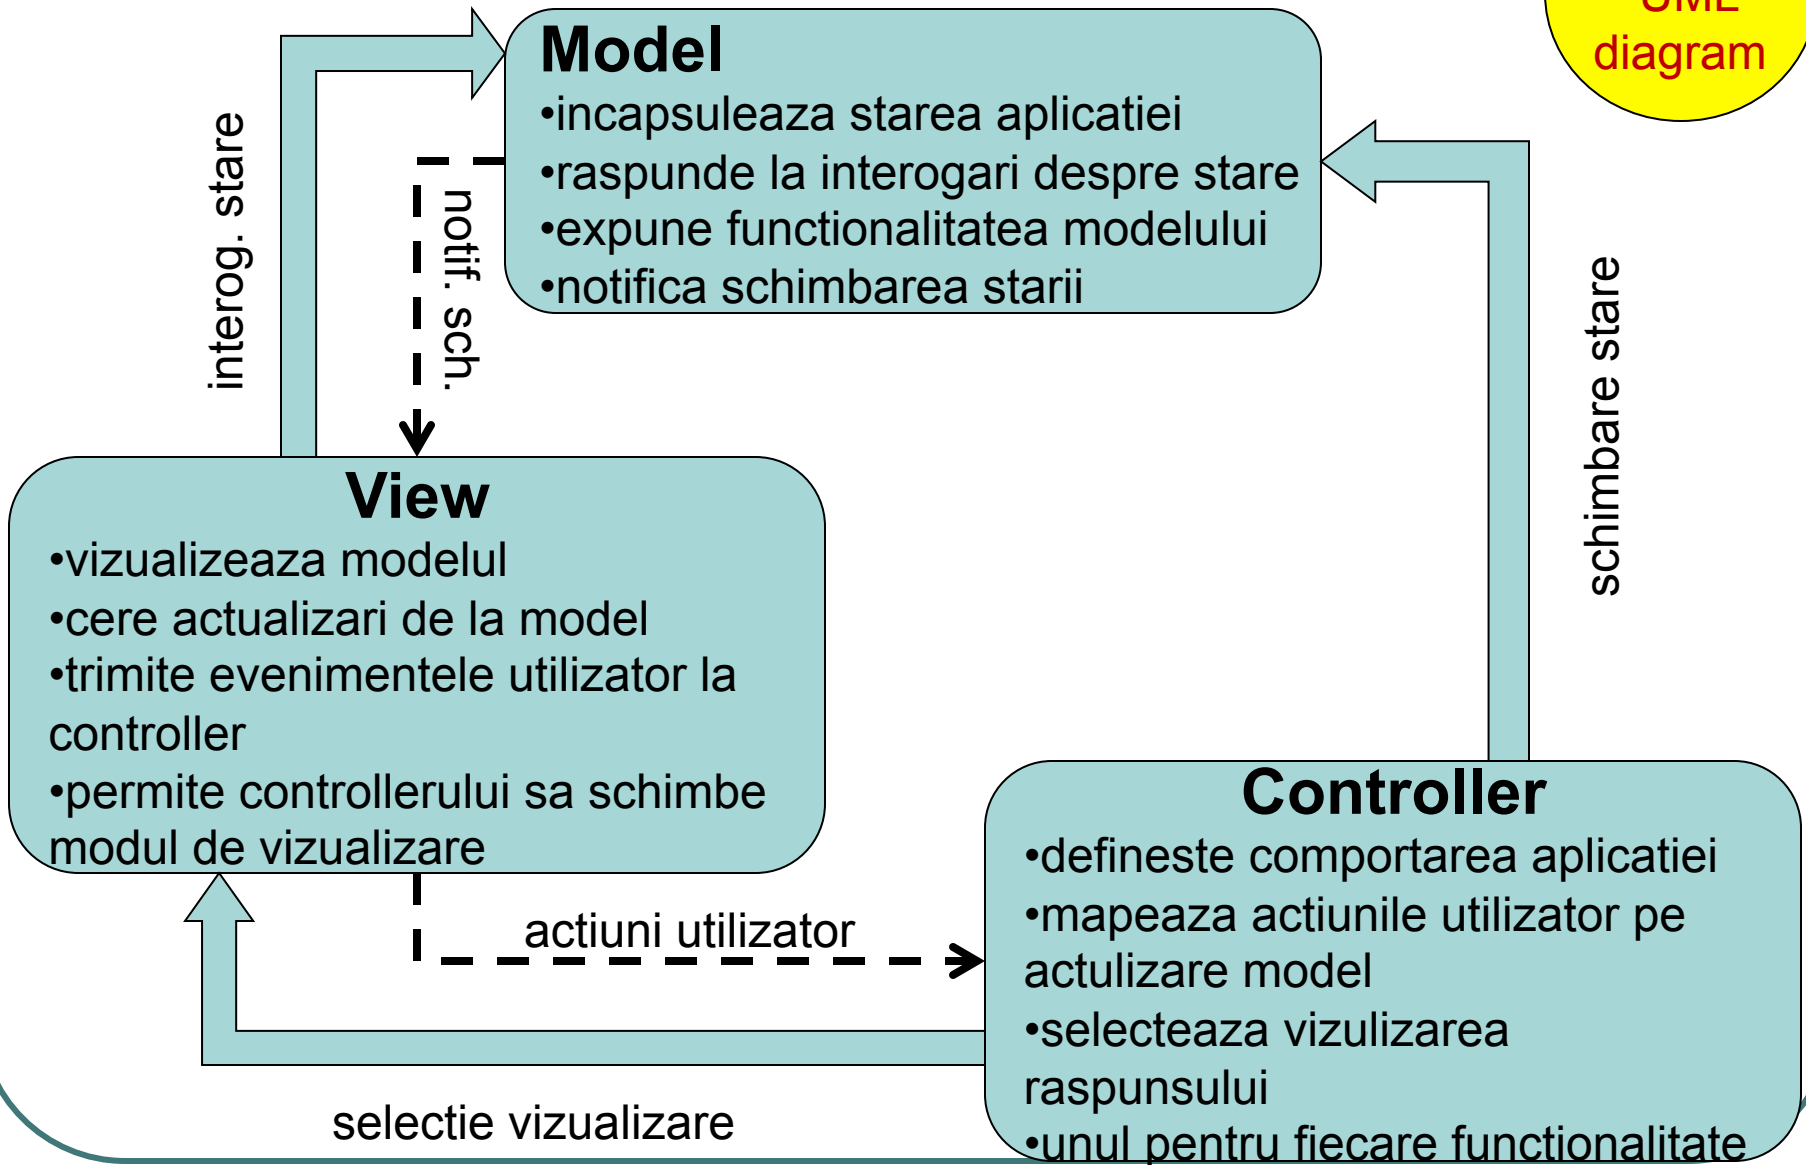 UML
diagram
Model
•incapsuleaza starea aplicatiei
•raspunde la interogari despre stare
•expune functionalitatea modelului
•notifica schimbarea starii
interog. stare
notif. sch.
schimbare stare
View
•vizualizeaza modelul
•cere actualizari de la model
•trimite evenimentele utilizator la
controller
•permite controllerului sa schimbe
modul de vizualizare
actiuni utilizator
Controller
•defineste comportarea aplicatiei
•mapeaza actiunile utilizator pe
actulizare model
•selecteaza vizulizarea
raspunsului
•unul pentru fiecare functionalitate
selectie vizualizare